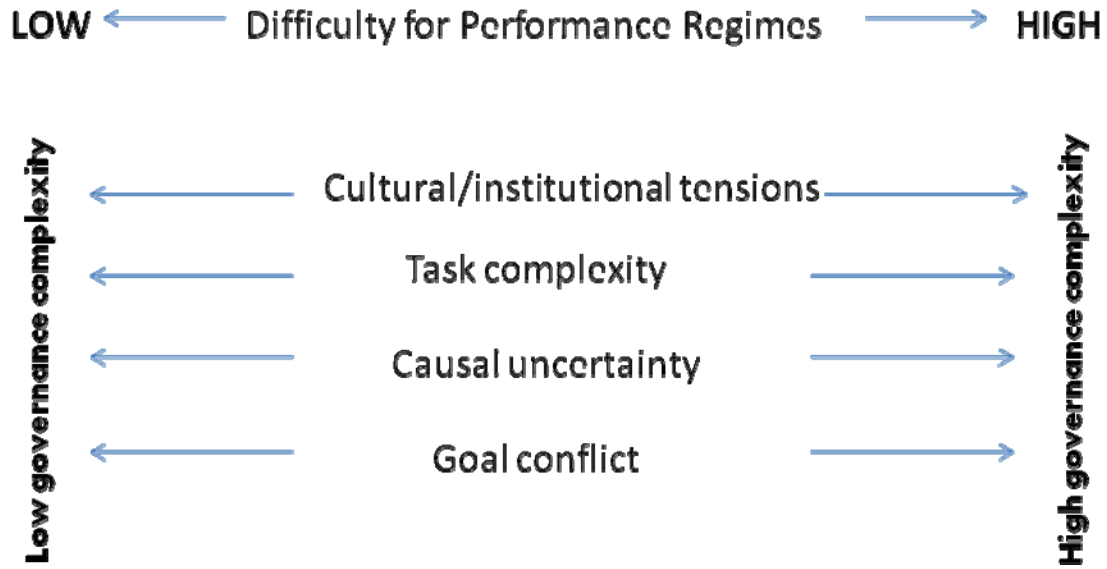 LOW Difficulty for Performance Regimes HIGH
Low governance complexity
Cultural/institutional tensions
Task complexity
Causal uncertainty
Goal conflict
High governance complexity